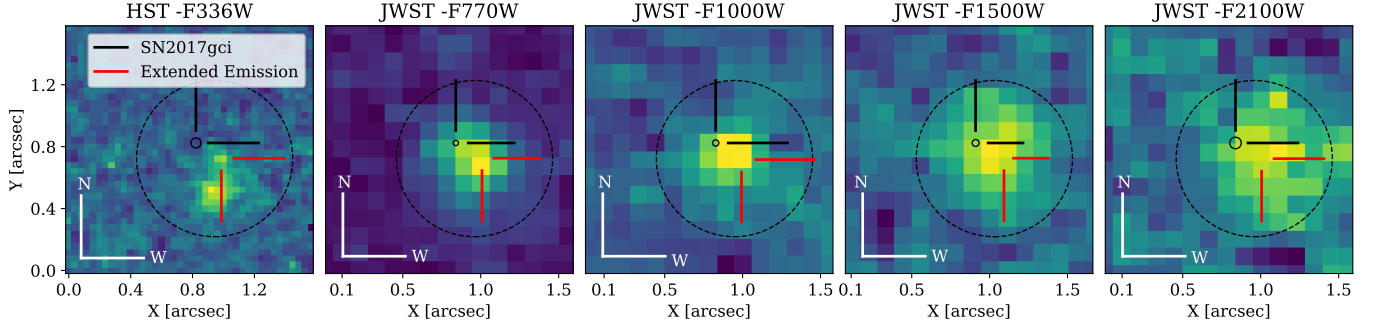 HST -F336W
JWST -F770W
JWST -F1000W
JWST -F1500W
JWST -F2100W
SN2017gci
Extended Emission
Y [arcsec]
1.2
0.8
0.4
0.0
N
W
N
W
N
W
N
W
N
W
0.0 0.4 0.8 1.2
0.1 0.5 1.0 1.5
0.1 0.5 1.0 1.5
0.1 0.5 1.0 1.5
0.1 0.5 1.0 1.5
X [arcsec]
X [arcsec]
X [arcsec]
X [arcsec]
X [arcsec]